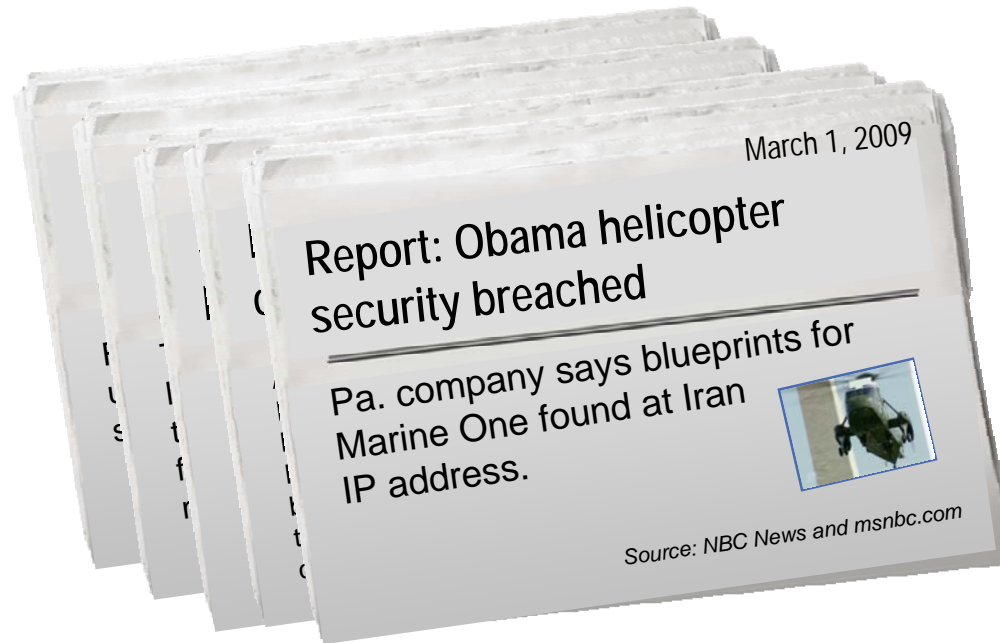 March 1, 2009
Report: Obama helicopter
security breached
Pa. company says blueprints for
Marine One found at Iran
IP address.
Source: NBC News and msnbc.com